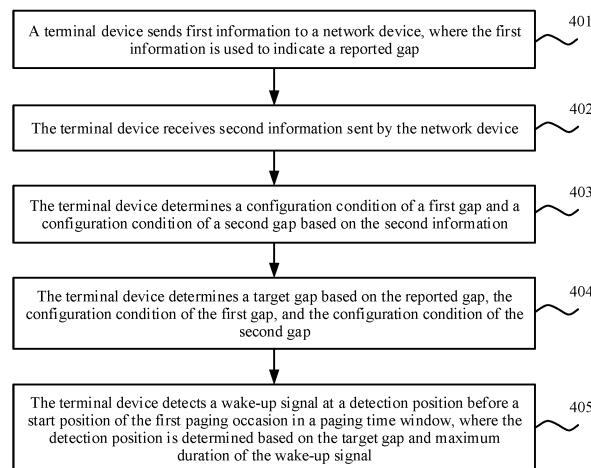 A terminal device sends first information to a network device, where the first
information is used to indicate a reported gap
401
The terminal device receives second information sent by the network device
402
The terminal device determines a configuration condition of a first gap and a
configuration condition of a second gap based on the second information
403
The terminal device determines a target gap based on the reported gap, the
configuration condition of the first gap, and the configuration condition of the
second gap
404
The terminal device detects a wake-up signal at a detection position before a
start position of the first paging occasion in a paging time window, where the
detection position is determined based on the target gap and maximum
duration of the wake-up signal
405